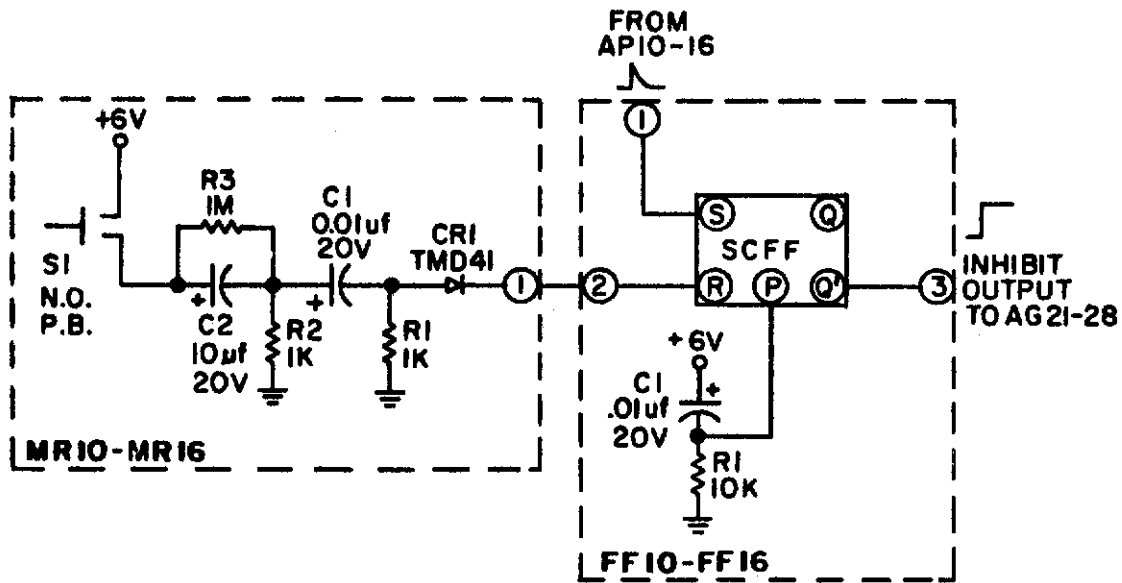 FROM
AP10-16
1
+6V
R3
1M
C1
0.01uf
20V
CR1
TMD41
S1
N.O.
P.B.
+
C2
10µf
20V
R2
1K
+
R1
1K
1
MR10-MR16
2
S
Q
SCFF
R
P
Q'
3
INHIBIT
OUTPUT
TO AG21-28
+6V
C1
.01uf
20V
+
R1
10K
FF10-FF16